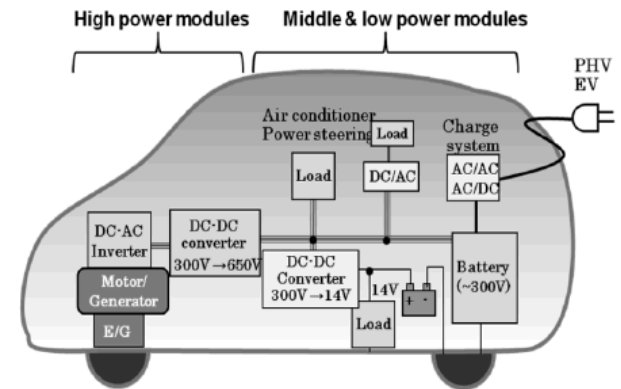 High power modules
Middle & low power modules
PHV
EV
Air conditioner
Power steering
Load
Charge
system
Load
DC/AC
AC/AC
AC/DC
DC-AC
Inverter
DC-DC
converter
300V→650V
DC-DC
Converter
300V→14V
14V
+ -
Battery
(~300V)
Motor/
Generator
E/G
Load